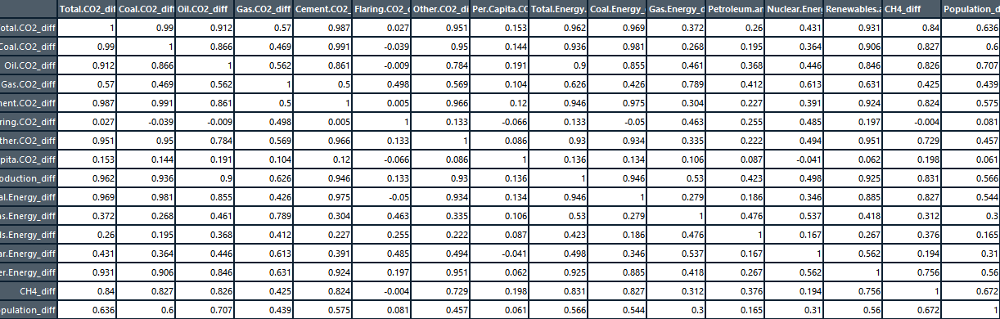 Total.CO2_dif Coal.CO2_diff Oil.CO2_diff Gas.CO2_diff Cement.CO2_ Flaring.CO2_ Other.CO2_di Per.Capita.CO Total.Energy. Coal.Energy_ Gas.Energy_d Petroleum.an Nuclear.Ener Renewables.a CH4_diff Population_d
otal.CO2_diff 1 0.99 0.912 0.57 0.987 0.027 0.951 0.153 0.962 0.969 0.372 0.26 0.431 0.931 0.84 0.636
Coal.CO2_diff 0.99 1 0.866 0.469 0.991 -0.039 0.95 0.144 0.936 0.981 0.268 0.195 0.364 0.906 0.827 0.6
Oil.CO2_diff 0.912 0.866 1 0.562 0.861 -0.009 0.784 0.191 0.9 0.855 0.461 0.368 0.446 0.846 0.826 0.707
Gas.CO2_diff 0.57 0.469 0.562 1 0.5 0.498 0.569 0.104 0.626 0.426 0.789 0.412 0.613 0.631 0.425 0.439
ment.CO2_diff 0.987 0.991 0.861 0.5 1 0.005 0.966 0.12 0.946 0.975 0.304 0.227 0.391 0.924 0.824 0.575
ring.CO2_diff 0.027 -0.039 -0.009 0.498 0.005 1 0.133 -0.066 0.133 -0.05 0.463 0.255 0.485 0.197 -0.004 0.081
ther.CO2_diff 0.951 0.95 0.784 0.569 0.966 0.133 1 0.086 0.93 0.934 0.335 0.222 0.494 0.951 0.729 0.457
pita.CO2_diff 0.153 0.144 0.191 0.104 0.12 -0.066 0.086 1 0.136 0.134 0.106 0.087 -0.041 0.062 0.198 0.061
oduction_diff 0.962 0.936 0.9 0.626 0.946 0.133 0.93 0.136 1 0.946 0.53 0.423 0.498 0.925 0.831 0.566
al.Energy_diff 0.969 0.981 0.855 0.426 0.975 -0.05 0.934 0.134 0.946 1 0.279 0.186 0.346 0.885 0.827 0.544
as.Energy_diff 0.372 0.268 0.461 0.789 0.304 0.463 0.335 0.106 0.53 0.279 1 0.476 0.537 0.418 0.312 0.3
ls.Energy_diff 0.26 0.195 0.368 0.412 0.227 0.255 0.222 0.087 0.423 0.186 0.476 1 0.167 0.267 0.376 0.165
ar.Energy_diff 0.431 0.364 0.446 0.613 0.391 0.485 0.494 -0.041 0.498 0.346 0.537 0.167 1 0.562 0.194 0.31
er.Energy_diff 0.931 0.906 0.846 0.631 0.924 0.197 0.951 0.062 0.925 0.885 0.418 0.267 0.562 1 0.756 0.56
CH4_diff 0.84 0.827 0.826 0.425 0.824 -0.004 0.729 0.198 0.831 0.827 0.312 0.376 0.194 0.756 1 0.672
pulation_diff 0.636 0.6 0.707 0.439 0.575 0.081 0.457 0.061 0.566 0.544 0.3 0.165 0.31 0.56 0.672 1